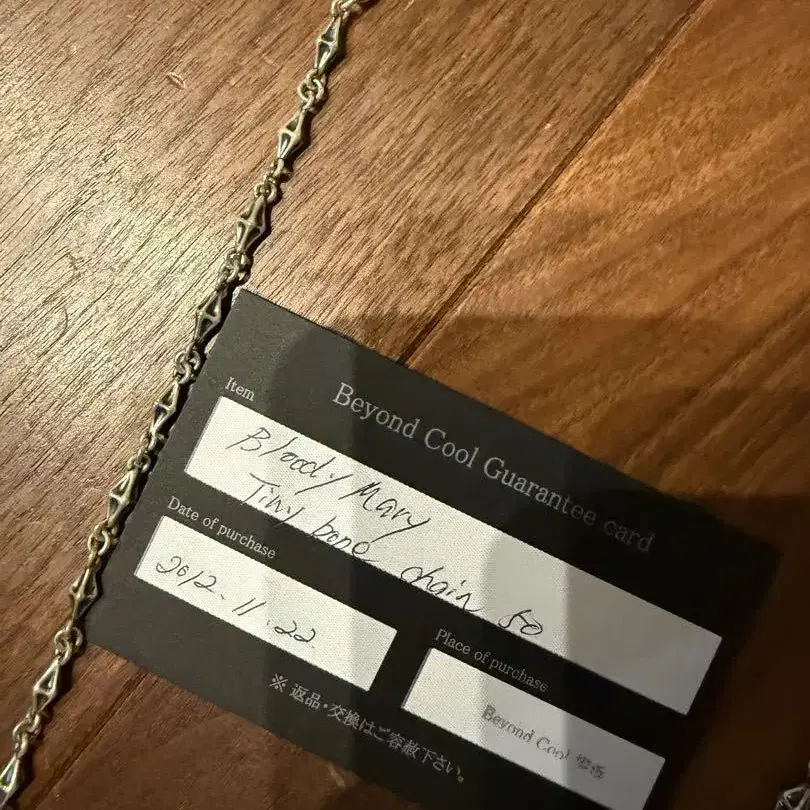 Beyond Cool Guarantee card
Item
Bloody Mary
Tiny bone chain 50
Date of purchase
2012.11.22.
Place of purchase
Beyond Cool
※ 返品・交換はご容赦下さい。